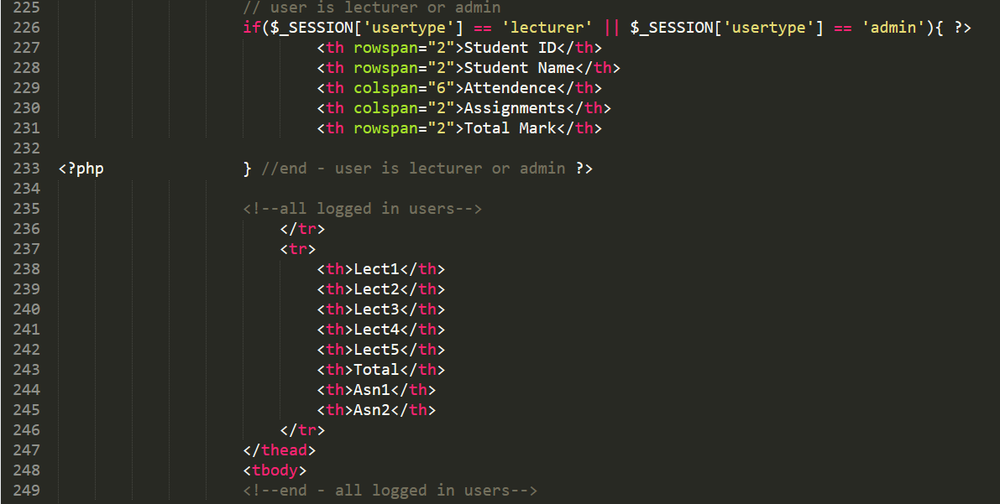 225 // user is lecturer or admin
226 if($_SESSION['usertype'] == 'lecturer' || $_SESSION['usertype'] == 'admin'){ ?>
227 <th rowspan="2">Student ID</th>
228 <th rowspan="2">Student Name</th>
229 <th colspan="6">Attendence</th>
230 <th colspan="2">Assignments</th>
231 <th rowspan="2">Total Mark</th>
232
233 <?php } //end - user is lecturer or admin ?>
234
235 <!--all logged in users-->
236 </tr>
237 <tr>
238 <th>Lect1</th>
239 <th>Lect2</th>
240 <th>Lect3</th>
241 <th>Lect4</th>
242 <th>Lect5</th>
243 <th>Total</th>
244 <th>Asn1</th>
245 <th>Asn2</th>
246 </tr>
247 </thead>
248 <tbody>
249 <!--end - all logged in users-->